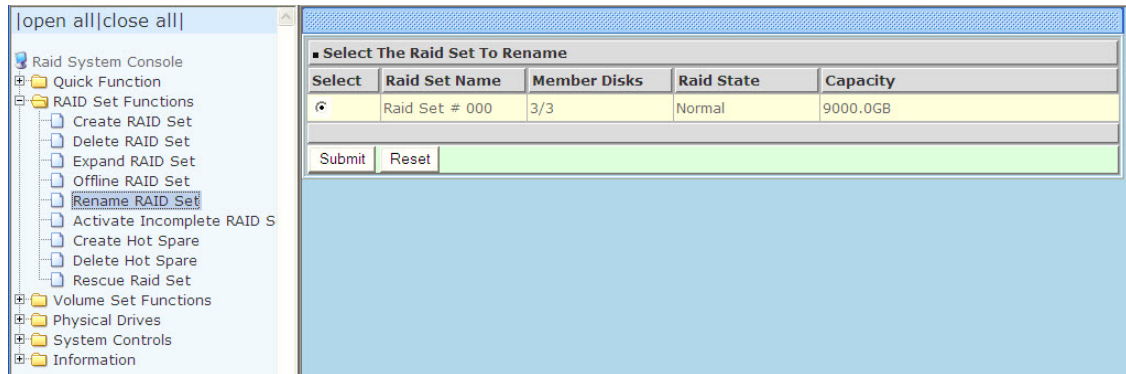 |open all|close all|
Raid System Console
Quick Function
RAID Set Functions
Create RAID Set
Delete RAID Set
Expand RAID Set
Offline RAID Set
Rename RAID Set
Activate Incomplete RAID S
Create Hot Spare
Delete Hot Spare
Rescue Raid Set
Volume Set Functions
Physical Drives
System Controls
Information
Select The Raid Set To Rename
Select Raid Set Name Member Disks Raid State Capacity
Raid Set # 000 3/3 Normal 9000.0GB
Submit Reset